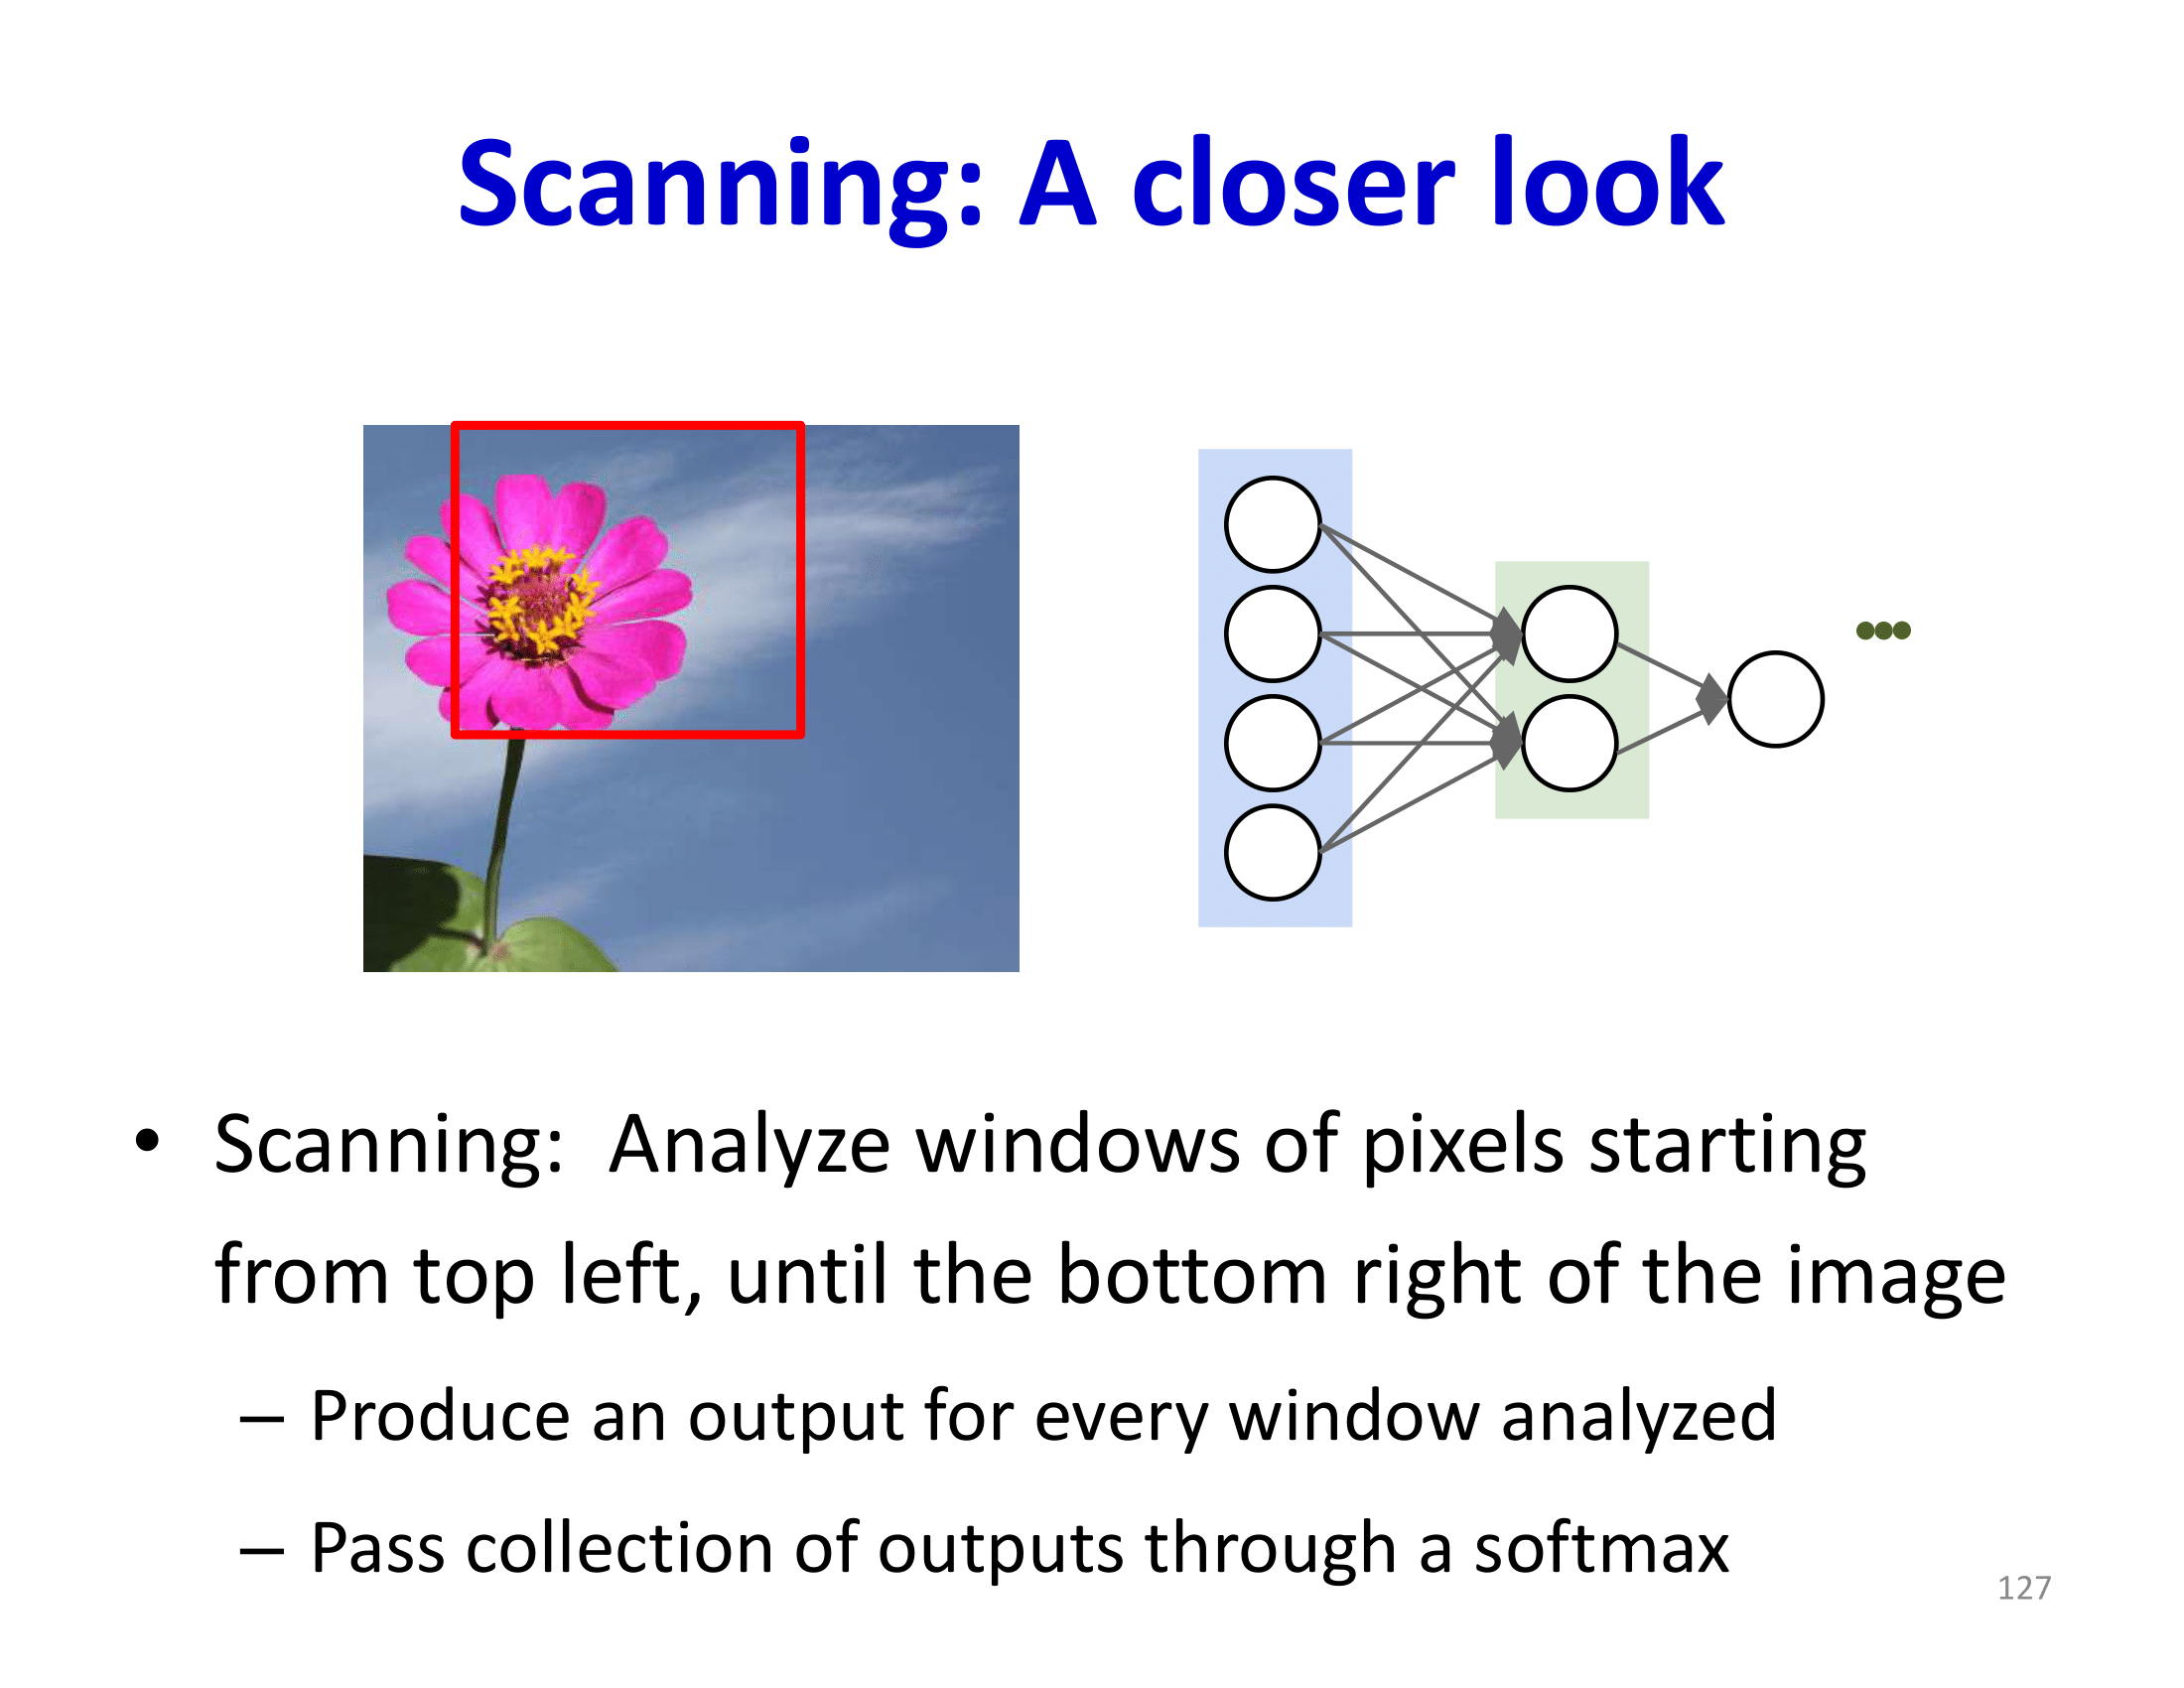 Scanning: A closer look
• Scanning: Analyze windows of pixels starting
from top left, until the bottom right of the image
– Produce an output for every window analyzed
– Pass collection of outputs through a softmax
127